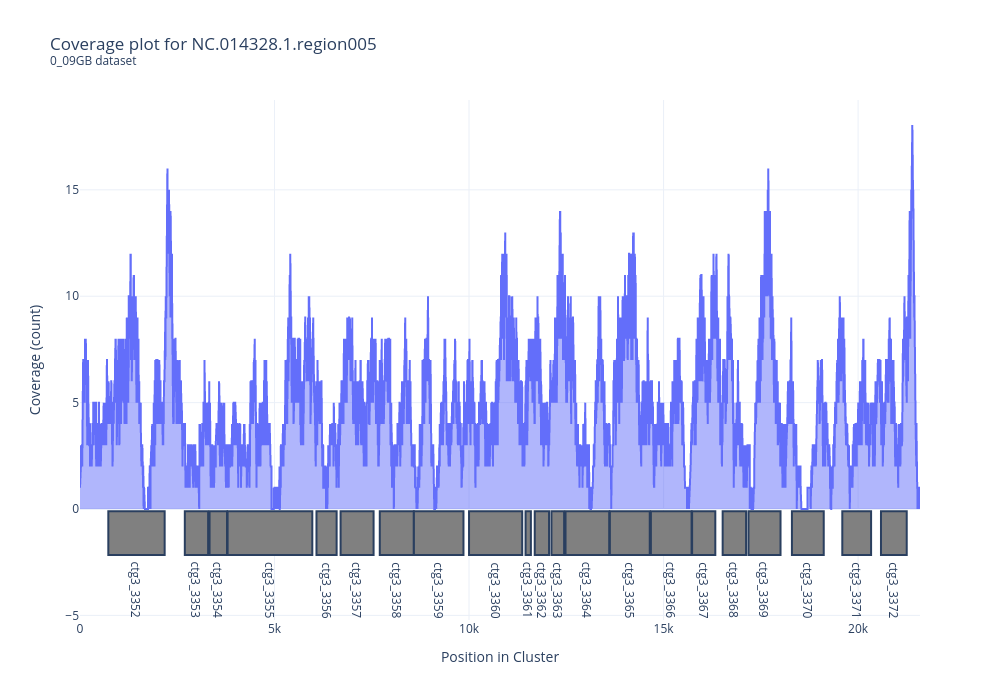 Coverage plot for NC.014328.1.region005
0_09GB dataset
Coverage (count)
15
10
5
0
−5
ctg3_3352
ctg3_3353
ctg3_3354
ctg3_3355
ctg3_3356
ctg3_3357
ctg3_3358
ctg3_3359
ctg3_3360
ctg3_3361
ctg3_3362
ctg3_3363
ctg3_3364
ctg3_3365
ctg3_3366
ctg3_3367
ctg3_3368
ctg3_3369
ctg3_3370
ctg3_3371
ctg3_3372
0
5k
10k
15k
20k
Position in Cluster